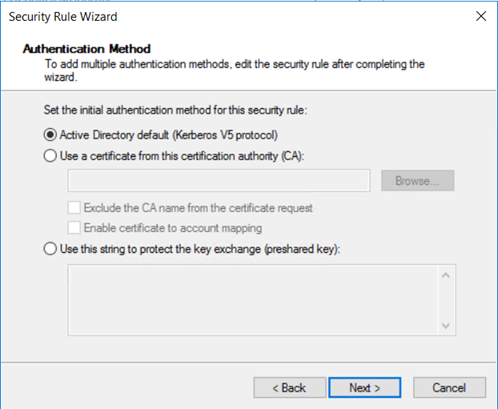 Security Rule Wizard
Authentication Method
To add multiple authentication methods, edit the security rule after completing the
wizard.
Set the initial authentication method for this security rule:
Active Directory default (Kerberos V5 protocol)
Use a certificate from this certification authority (CA):
Browse...
Exclude the CA name from the certificate request
Enable certificate to account mapping
Use this string to protect the key exchange (preshared key):
< Back Next > Cancel